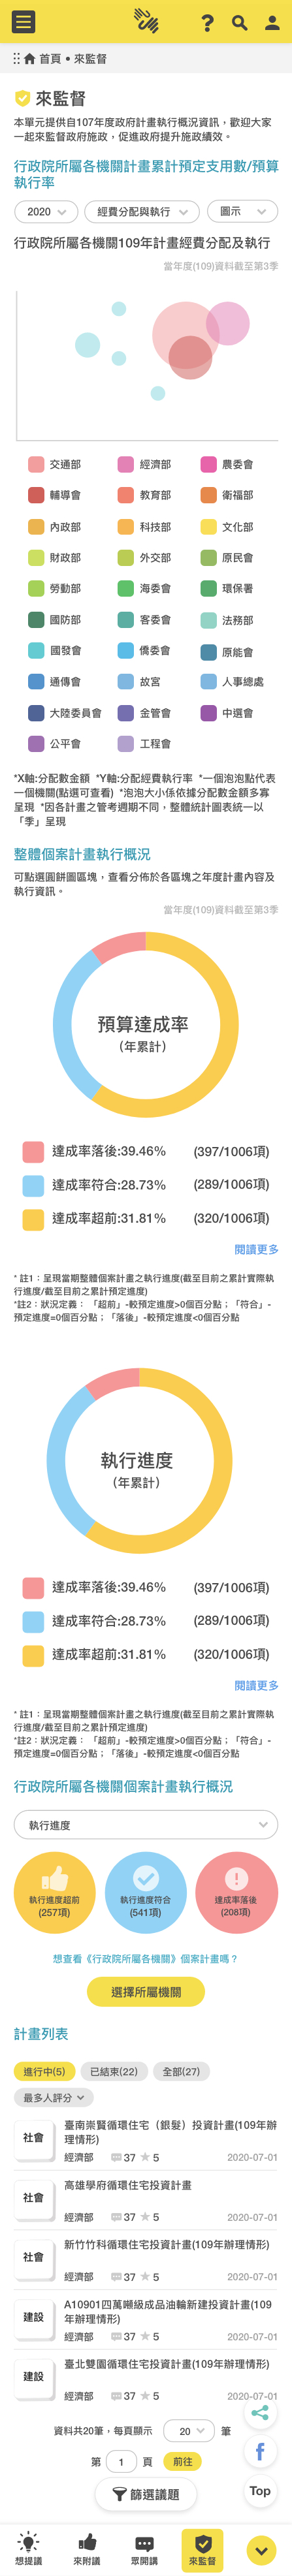 首頁 • 來監督
來監督
本單元提供自107年度政府計畫執行概況資訊，歡迎大家
一起來監督政府施政，促進政府提升施政績效。
行政院所屬各機關計畫累計預定支用數/預算
執行率
2020 經費分配與執行 圖示
行政院所屬各機關109年計畫經費分配及執行
當年度(109)資料截至第3季
交通部 經濟部 農委會
輔導會 教育部 衛福部
內政部 科技部 文化部
財政部 外交部 原民會
勞動部 海委會 環保署
國防部 客委會 法務部
國發會 僑委會 原能會
通傳會 故宮 人事總處
大陸委員會 金管會 中選會
公平會 工程會
*X軸:分配數金額 *Y軸:分配經費執行率 *一個泡泡點代表
一個機關(點選可查看) *泡泡大小係依據分配數金額多寡
呈現 *因各計畫之管考週期不同，整體統計圖表統一以
「季」呈現
整體個案計畫執行概況
可點選圓餅圖區塊，查看分佈於各區塊之年度計畫內容及
執行資訊。
當年度(109)資料截至第3季
預算達成率
（年累計）
達成率落後:39.46% (397/1006項)
達成率符合:28.73% (289/1006項)
達成率超前:31.81% (320/1006項)
閱讀更多
* 註1：呈現當期整體個案計畫之執行進度(截至目前之累計實際執
行進度/截至目前之累計預定進度)
*註2：狀況定義： 「超前」-較預定進度>0個百分點；「符合」-
預定進度=0個百分點；「落後」-較預定進度<0個百分點
執行進度
（年累計）
達成率落後:39.46% (397/1006項)
達成率符合:28.73% (289/1006項)
達成率超前:31.81% (320/1006項)
閱讀更多
* 註1：呈現當期整體個案計畫之執行進度(截至目前之累計實際執
行進度/截至目前之累計預定進度)
*註2：狀況定義： 「超前」-較預定進度>0個百分點；「符合」-
預定進度=0個百分點；「落後」-較預定進度<0個百分點
行政院所屬各機關個案計畫執行概況
執行進度
執行進度超前 執行進度符合 達成率落後
(257項) (541項) (208項)
想查看《行政院所屬各機關》個案計畫嗎？
選擇所屬機關
計畫列表
進行中(5) 已結束(22) 全部(27)
最多人評分
社會
臺南崇賢循環住宅（銀髮）投資計畫(109年辦
理情形)
經濟部 37 5 2020-07-01
社會
高雄學府循環住宅投資計畫
經濟部 37 5 2020-07-01
社會
新竹竹科循環住宅投資計畫(109年辦理情形)
經濟部 37 5 2020-07-01
建設
A10901四萬噸級成品油輪新建投資計畫(109
年辦理情形)
經濟部 37 5 2020-07-01
建設
臺北雙園循環住宅投資計畫(109年辦理情形)
經濟部 37 5 2020-07-01
資料共20筆，每頁顯示 20 筆
第 1 頁 前往
篩選議題
Top
想提議 來附議 眾開講 來監督